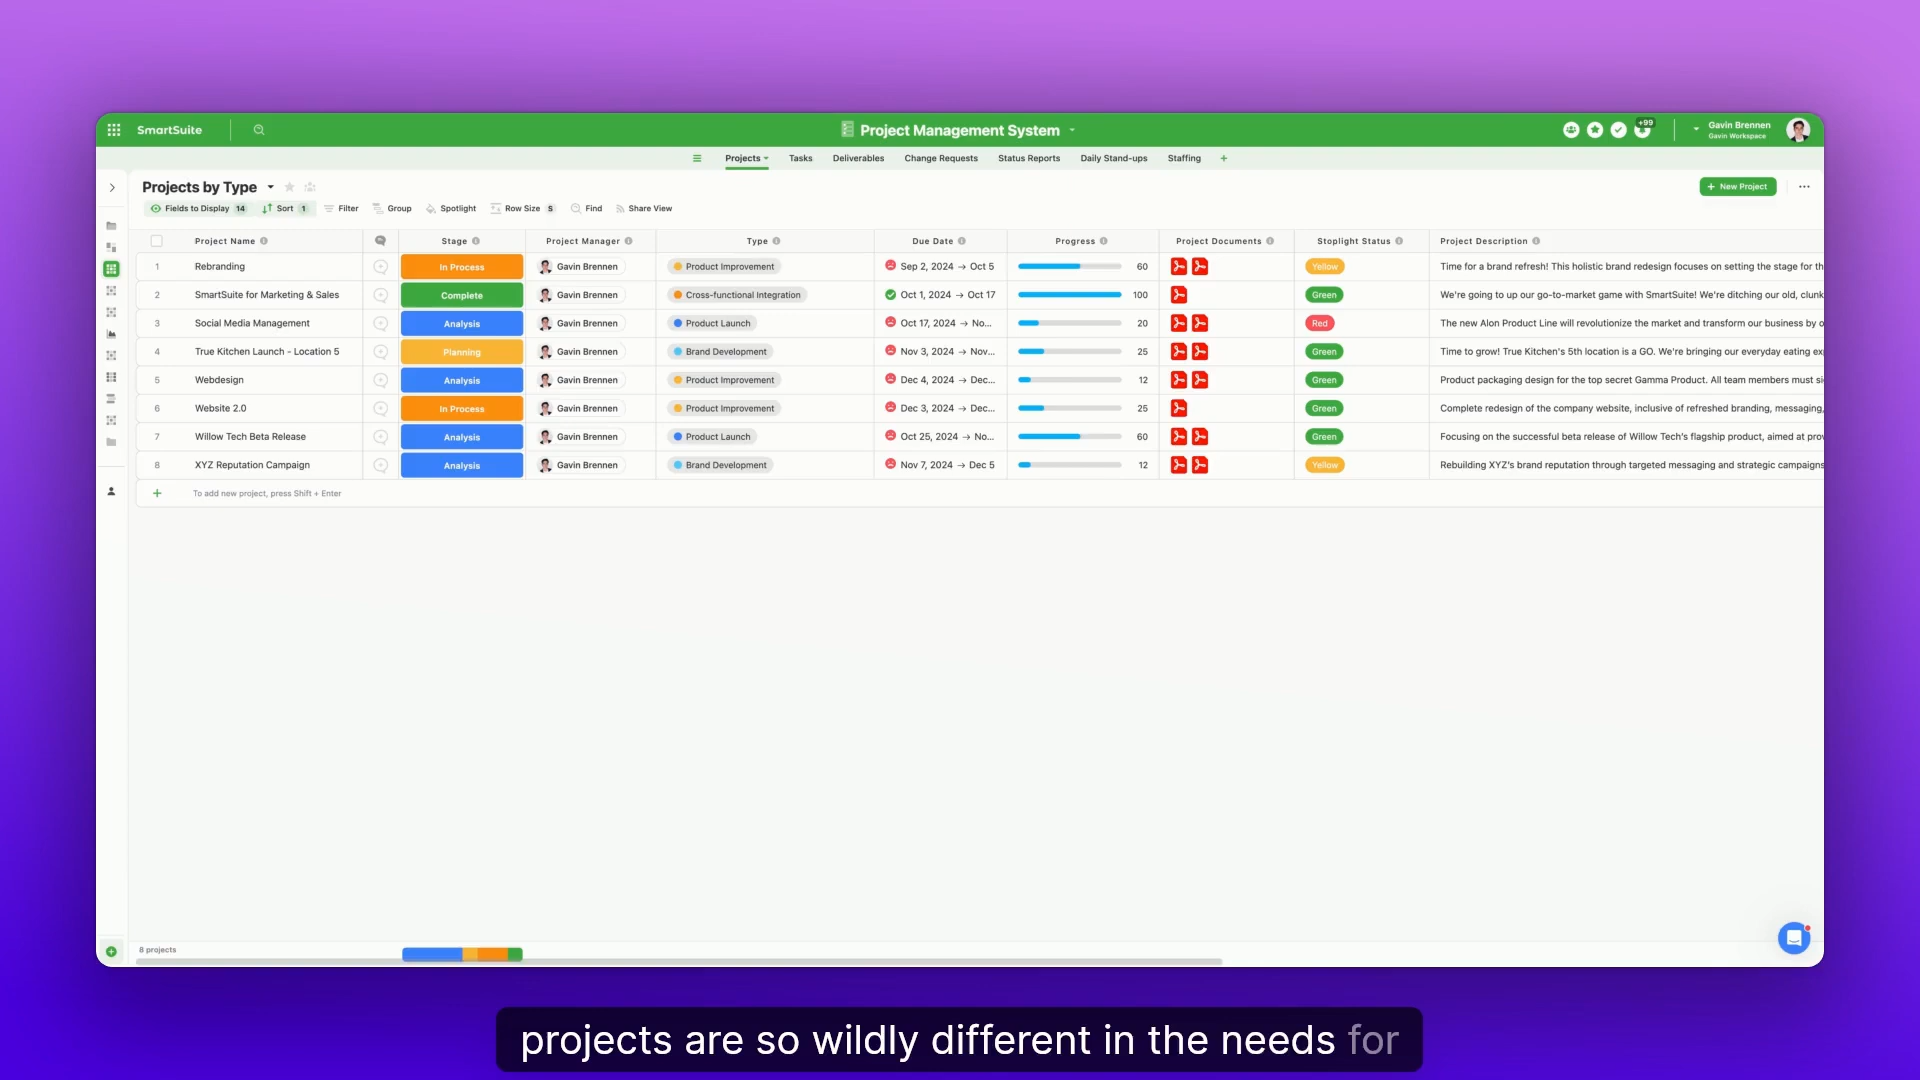 SmartSuite
Project Management System
+99
Gavin Brennen
Gavin Workspace
Projects
Tasks
Deliverables
Change Requests
Status Reports
Daily Stand-ups
Staffing
Projects by Type
+ New Project
Fields to Display 14
Sort 1
Filter
Group
Spotlight
Row Size S
Find
Share View
Project Name Stage Project Manager Type Due Date Progress Project Documents Stoplight Status Project Description
1 Rebranding In Process Gavin Brennen Product Improvement Sep 2, 2024 → Oct 5 60 Yellow Time for a brand refresh! This holistic brand redesign focuses on setting the stage for th
2 SmartSuite for Marketing & Sales Complete Gavin Brennen Cross-functional Integration Oct 1, 2024 → Oct 17 100 Green We're going to up our go-to-market game with SmartSuite! We're ditching our old, clunk
3 Social Media Management Analysis Gavin Brennen Product Launch Oct 17, 2024 → No... 20 Red The new Alon Product Line will revolutionize the market and transform our business by o
4 True Kitchen Launch - Location 5 Planning Gavin Brennen Brand Development Nov 3, 2024 → Nov... 25 Green Time to grow! True Kitchen's 5th location is a GO. We're bringing our everyday eating ex
5 Webdesign Analysis Gavin Brennen Product Improvement Dec 4, 2024 → Dec... 12 Green Product packaging design for the top secret Gamma Product. All team members must si
6 Website 2.0 In Process Gavin Brennen Product Improvement Dec 3, 2024 → Dec... 25 Green Complete redesign of the company website, inclusive of refreshed branding, messaging,
7 Willow Tech Beta Release Analysis Gavin Brennen Product Launch Oct 25, 2024 → No... 60 Green Focusing on the successful beta release of Willow Tech's flagship product, aimed at prov
8 XYZ Reputation Campaign Analysis Gavin Brennen Brand Development Nov 7, 2024 → Dec 5 12 Yellow Rebuilding XYZ's brand reputation through targeted messaging and strategic campaigns
+ To add new project, press Shift + Enter
8 projects
projects are so wildly different in the needs for